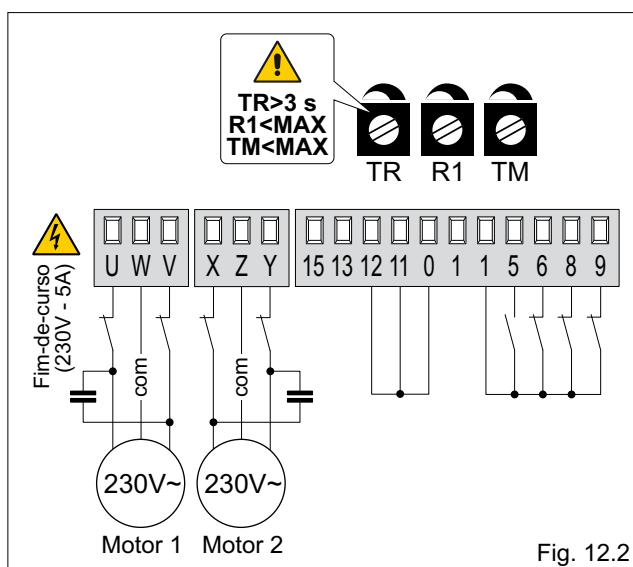 TR>3 s
R1<MAX
TM<MAX
TR R1 TM
Fim-de-curso
(230V - 5A)
U W V X Z Y 15 13 12 11 0 1 1 5 6 8 9
com com
230V~ 230V~
Motor 1 Motor 2
Fig. 12.2